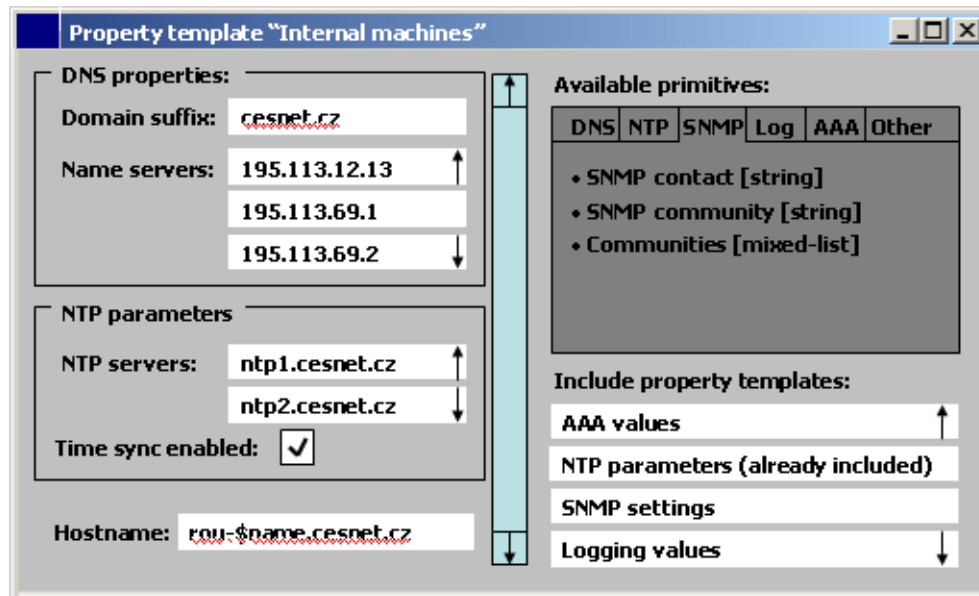 Property template “Internal machines”
DNS properties:
Domain suffix: cesnet.cz
Name servers: 195.113.12.13
195.113.69.1
195.113.69.2
NTP parameters
NTP servers: ntp1.cesnet.cz
ntp2.cesnet.cz
Time sync enabled:
Hostname: rou-$name.cesnet.cz
Available primitives:
DNS NTP SNMP Log AAA Other
• SNMP contact [string]
• SNMP community [string]
• Communities [mixed-list]
Include property templates:
AAA values
NTP parameters (already included)
SNMP settings
Logging values